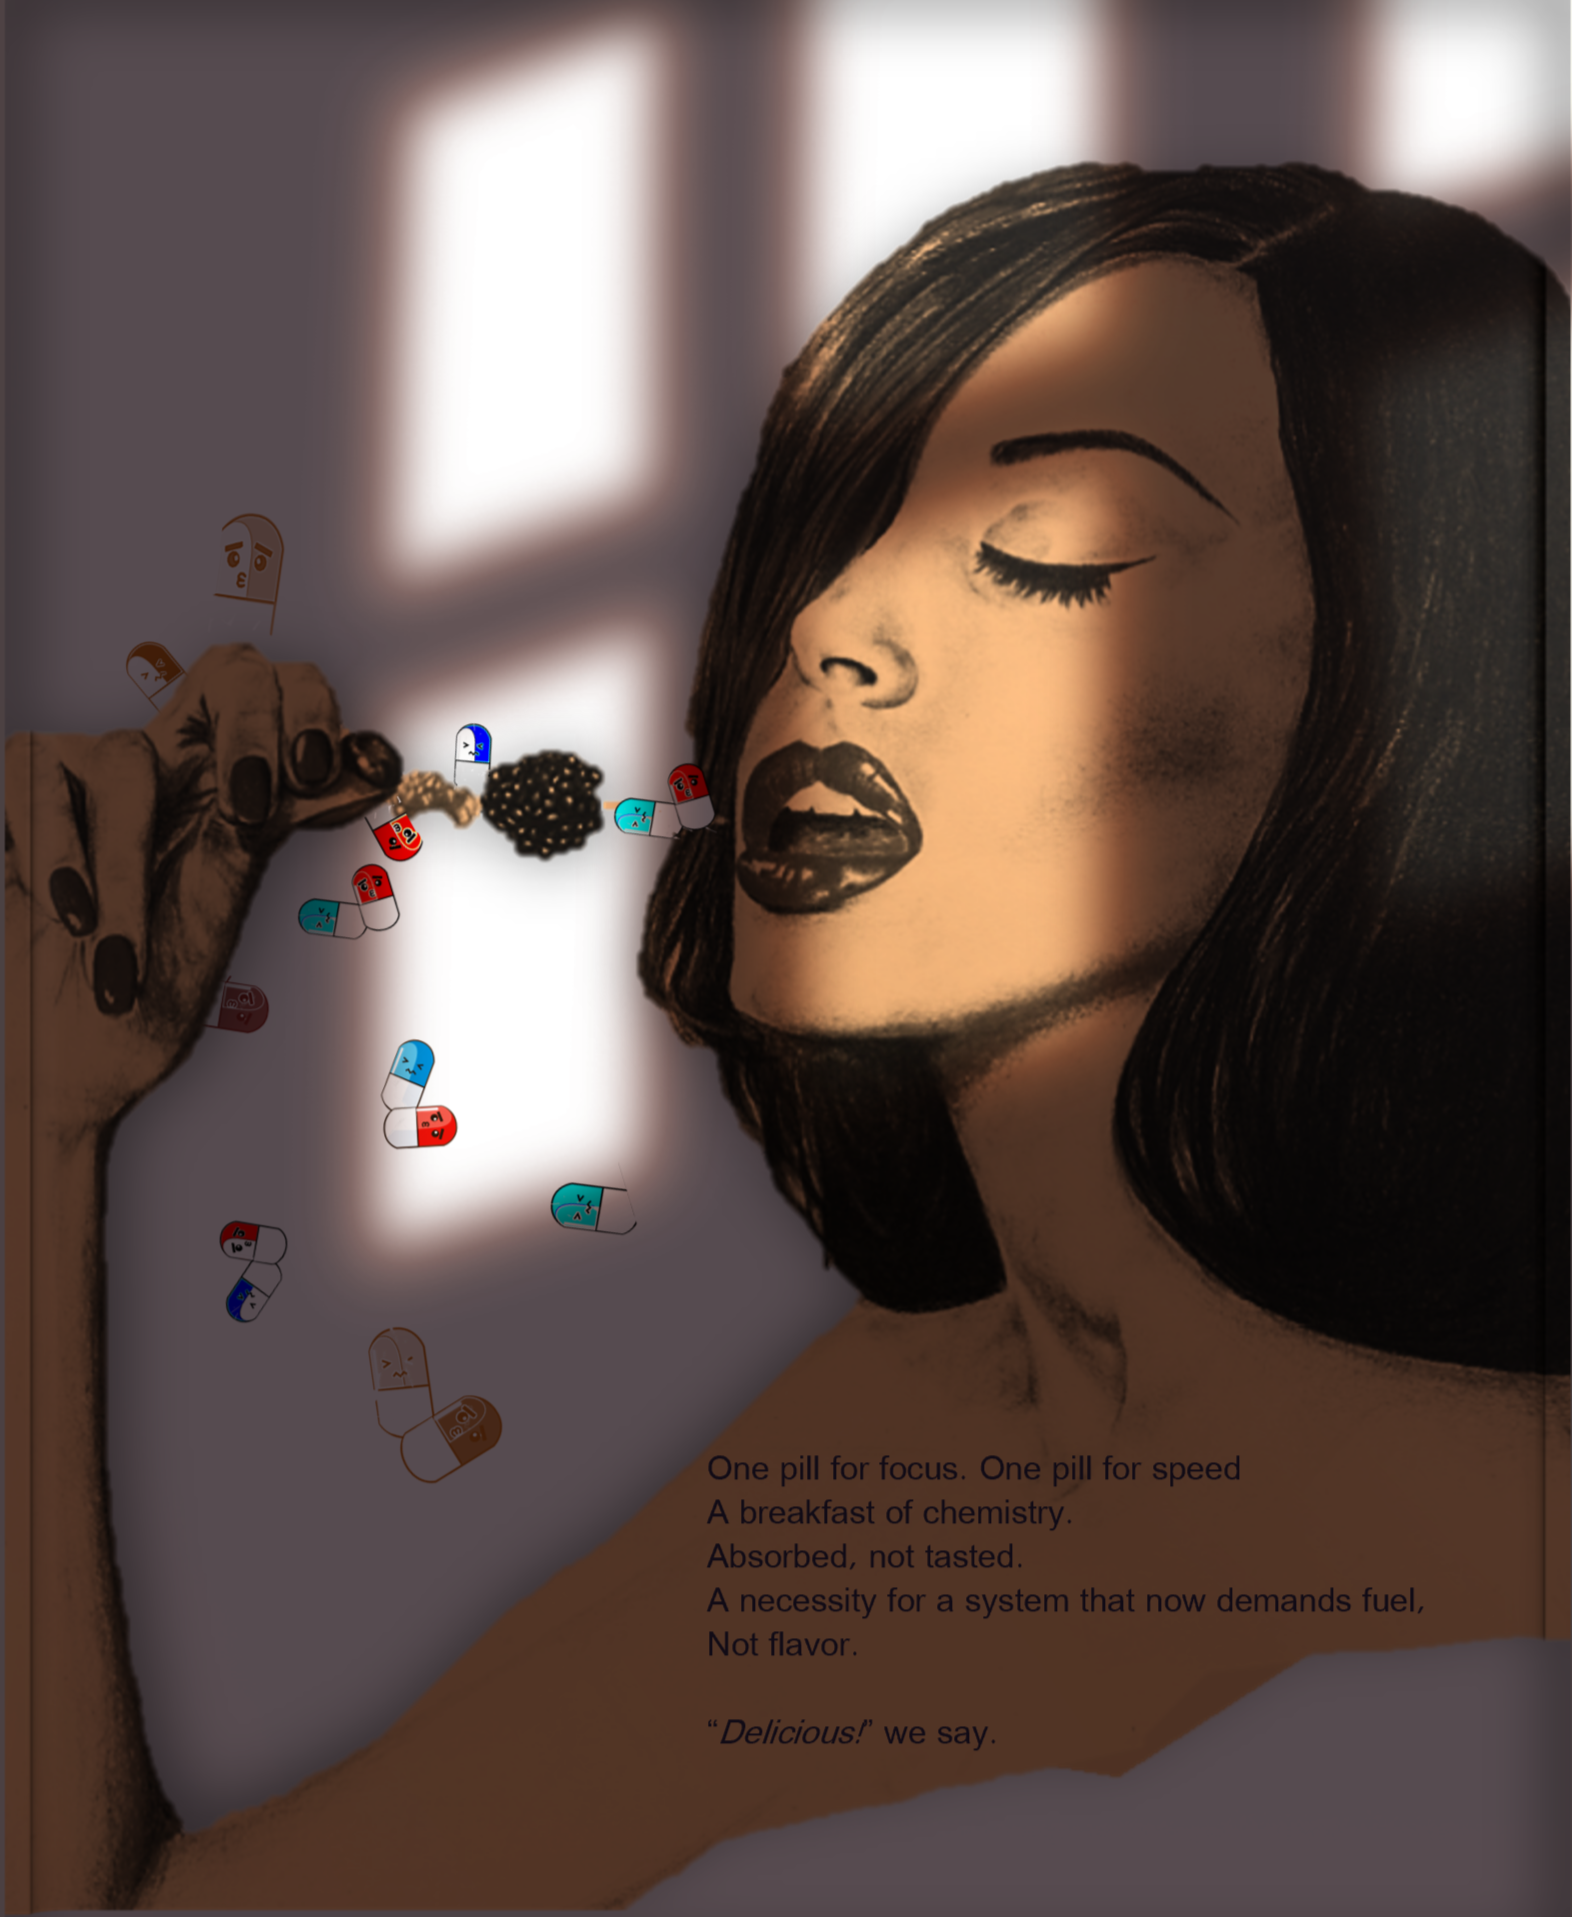 One pill for focus. One pill for speed
A breakfast of chemistry.
Absorbed, not tasted.
A necessity for a system that now demands fuel,
Not flavor.
“Delicious!” we say.